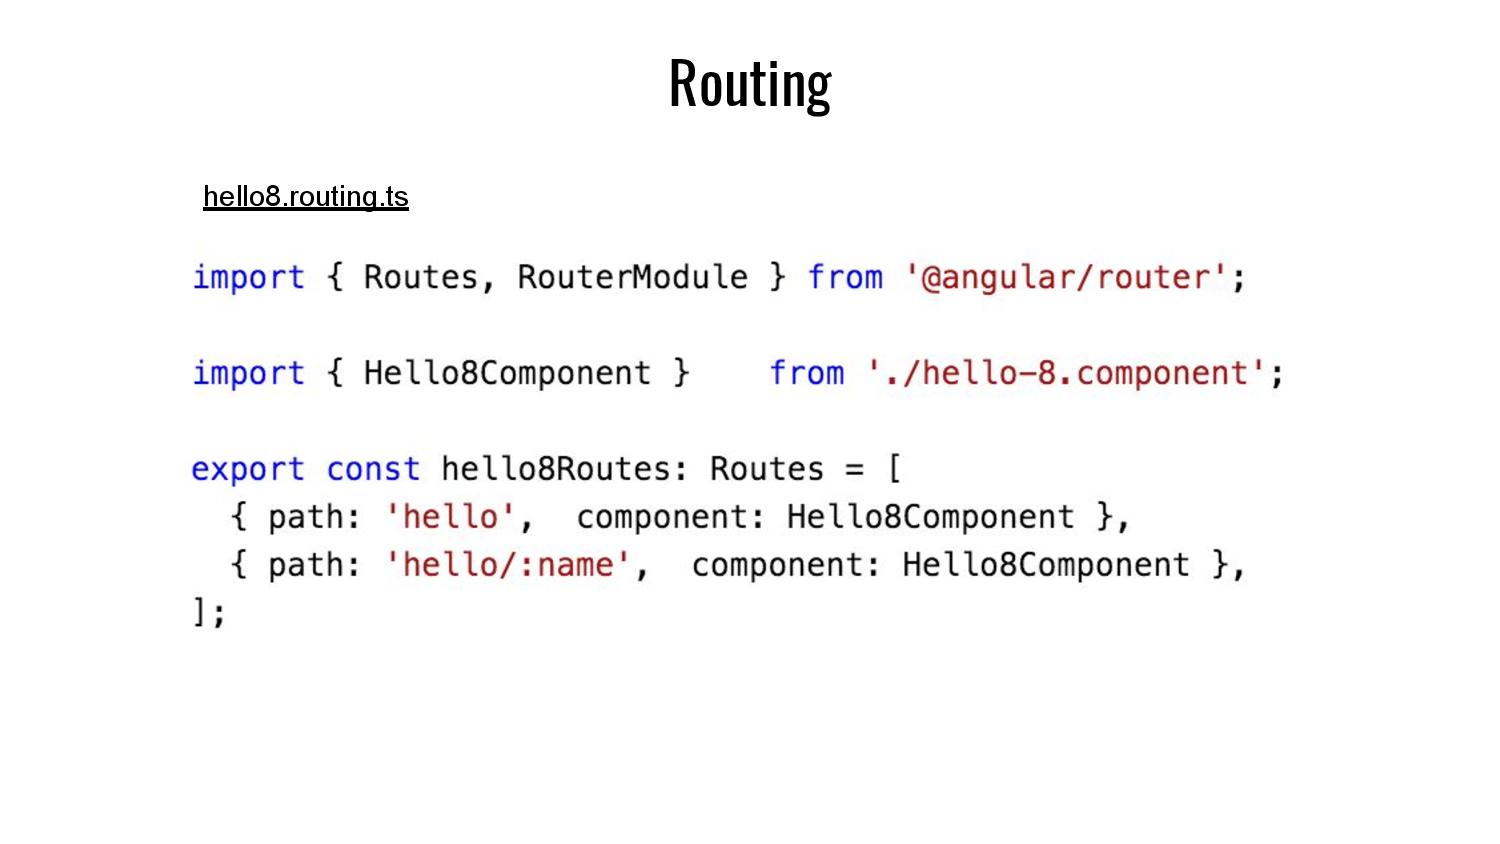 Routing
hello8.routing.ts
import { Routes, RouterModule } from '@angular/router';
import { Hello8Component }    from './hello-8.component';
export const hello8Routes: Routes = [
  { path: 'hello',  component: Hello8Component },
  { path: 'hello/:name',  component: Hello8Component },
];